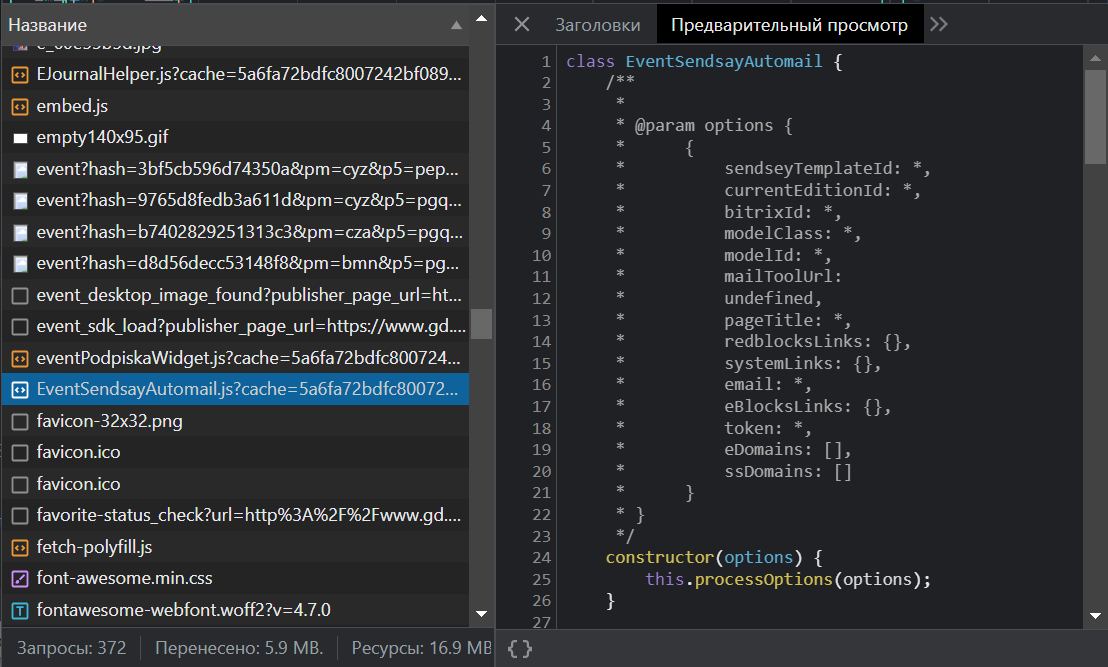 Название
e_60e55b9d.jpg
EJournalHelper.js?cache=5a6fa72bdfc8007242bf089...
embed.js
empty140x95.gif
event?hash=3bf5cb596d74350a&pm=cyz&p5=pep...
event?hash=9765d8fedb3a611d&pm=cyz&p5=pgq...
event?hash=b7402829251313c3&pm=cza&p5=pgq...
event?hash=d8d56decc53148f8&pm=bmn&p5=pg...
event_desktop_image_found?publisher_page_url=ht...
event_sdk_load?publisher_page_url=https://www.gd....
eventPodpiskaWidget.js?cache=5a6fa72bdfc800724...
EventSendsayAutomail.js?cache=5a6fa72bdfc80072...
favicon-32x32.png
favicon.ico
favicon.ico
favorite-status_check?url=http%3A%2F%2Fwww.gd....
fetch-polyfill.js
font-awesome.min.css
fontawesome-webfont.woff2?v=4.7.0
Запросы: 372 Перенесено: 5.9 MB. Ресурсы: 16.9 MB
Заголовки Предварительный просмотр
1 class EventSendsayAutomail {
2 /**
3 *
4 * @param options {
5 * {
6 * sendseyTemplateId: *,
7 * currentEditionId: *,
8 * bitrixId: *,
9 * modelClass: *,
10 * modelId: *,
11 * mailToolUrl:
12 * undefined,
13 * pageTitle: *,
14 * redblocksLinks: {},
15 * systemLinks: {},
16 * email: *,
17 * eBlocksLinks: {},
18 * token: *,
19 * eDomains: [],
20 * ssDomains: []
21 * }
22 * }
23 */
24 constructor(options) {
25 this.processOptions(options);
26 }
27
{}